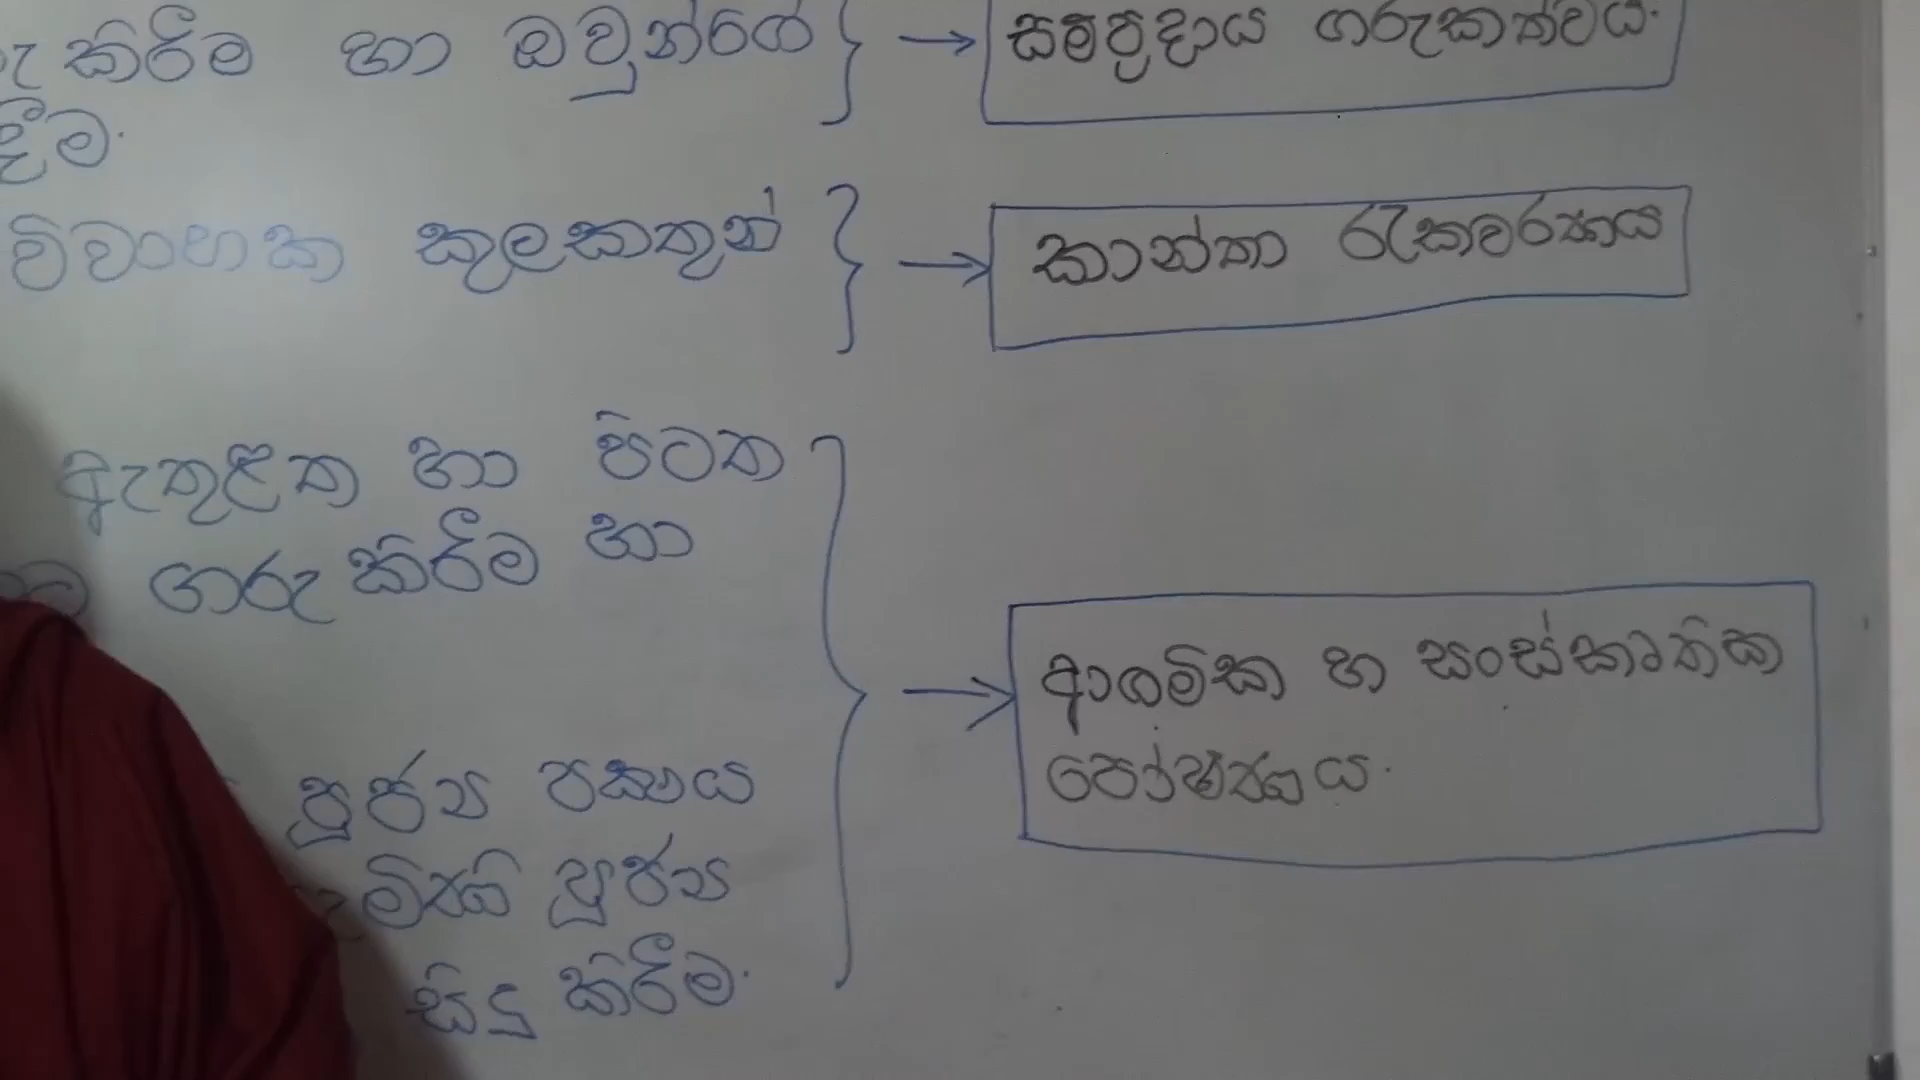 කිරීම හා ඔවුන්ගේ
සම්ප්‍රදාය ගරුකත්වය.
දීම.
විවාහක කුලකතුන්
කාන්තා රැකවරණය
ඇතුළත හා පිටත
ගරු කිරීම හා
ආගමික හ සංස්කෘතික
පෝෂණය.
පූජ්‍ය පක්‍ෂය
පූජ්‍ය
සිදු කිරීම.